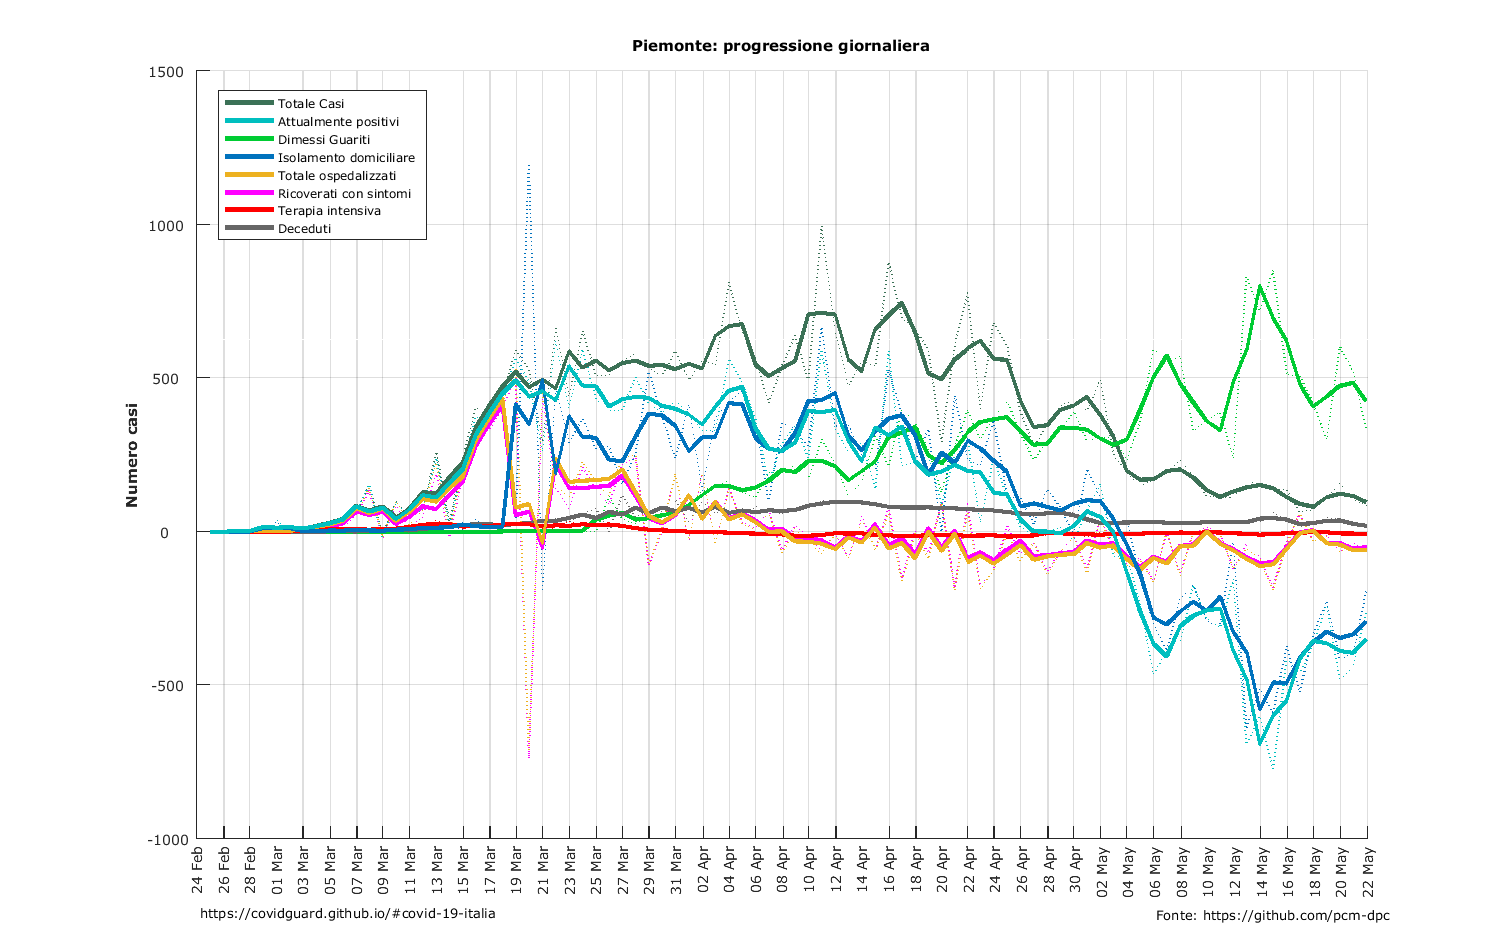 Piemonte: progressione giornaliera
Numero casi
1500
1000
500
0
-500
-1000
Totale Casi
Attualmente positivi
Dimessi Guariti
Isolamento domiciliare
Totale ospedalizzati
Ricoverati con sintomi
Terapia intensiva
Deceduti
24 Feb
26 Feb
28 Feb
01 Mar
03 Mar
05 Mar
07 Mar
09 Mar
11 Mar
13 Mar
15 Mar
17 Mar
19 Mar
21 Mar
23 Mar
25 Mar
27 Mar
29 Mar
31 Mar
02 Apr
04 Apr
06 Apr
08 Apr
10 Apr
12 Apr
14 Apr
16 Apr
18 Apr
20 Apr
22 Apr
24 Apr
26 Apr
28 Apr
30 Apr
02 May
04 May
06 May
08 May
10 May
12 May
14 May
16 May
18 May
20 May
22 May
https://covidguard.github.io/#covid-19-italia
Fonte: https://github.com/pcm-dpc